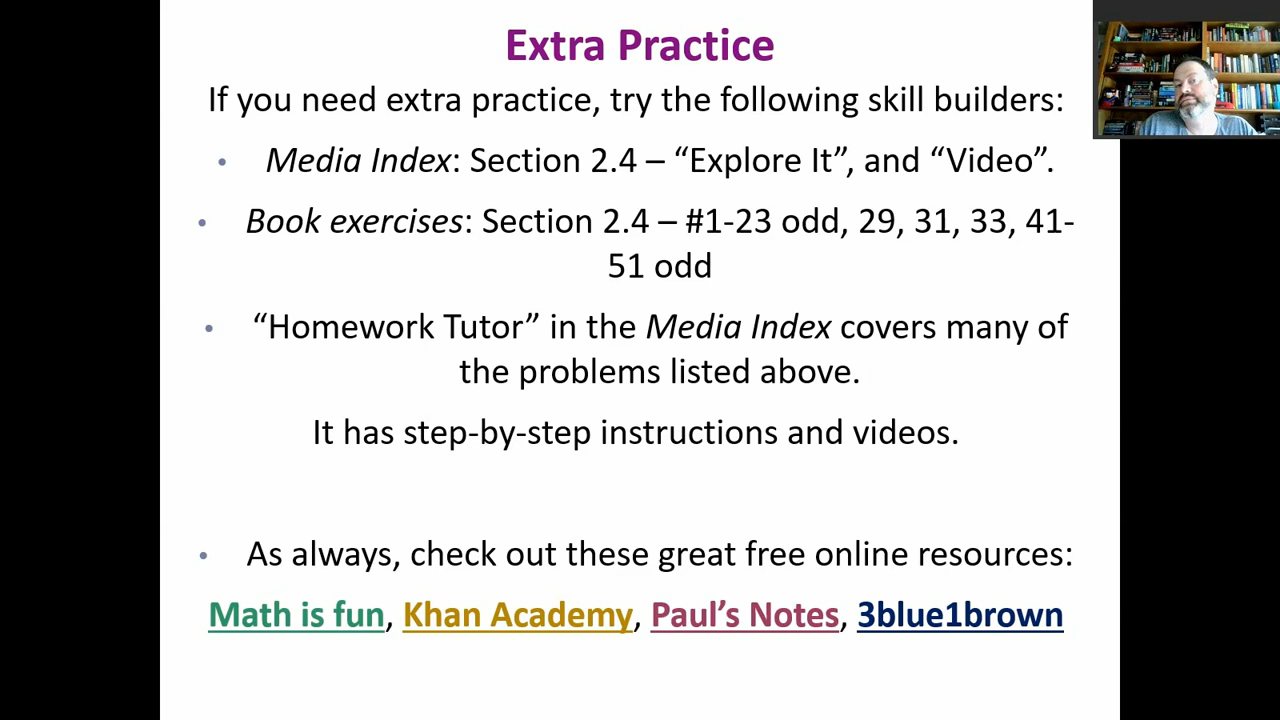 Extra Practice
If you need extra practice, try the following skill builders:
• Media Index: Section 2.4 – “Explore It”, and “Video”.
• Book exercises: Section 2.4 – #1-23 odd, 29, 31, 33, 41-
51 odd
• “Homework Tutor” in the Media Index covers many of
the problems listed above.
It has step-by-step instructions and videos.
• As always, check out these great free online resources:
Math is fun, Khan Academy, Paul’s Notes, 3blue1brown